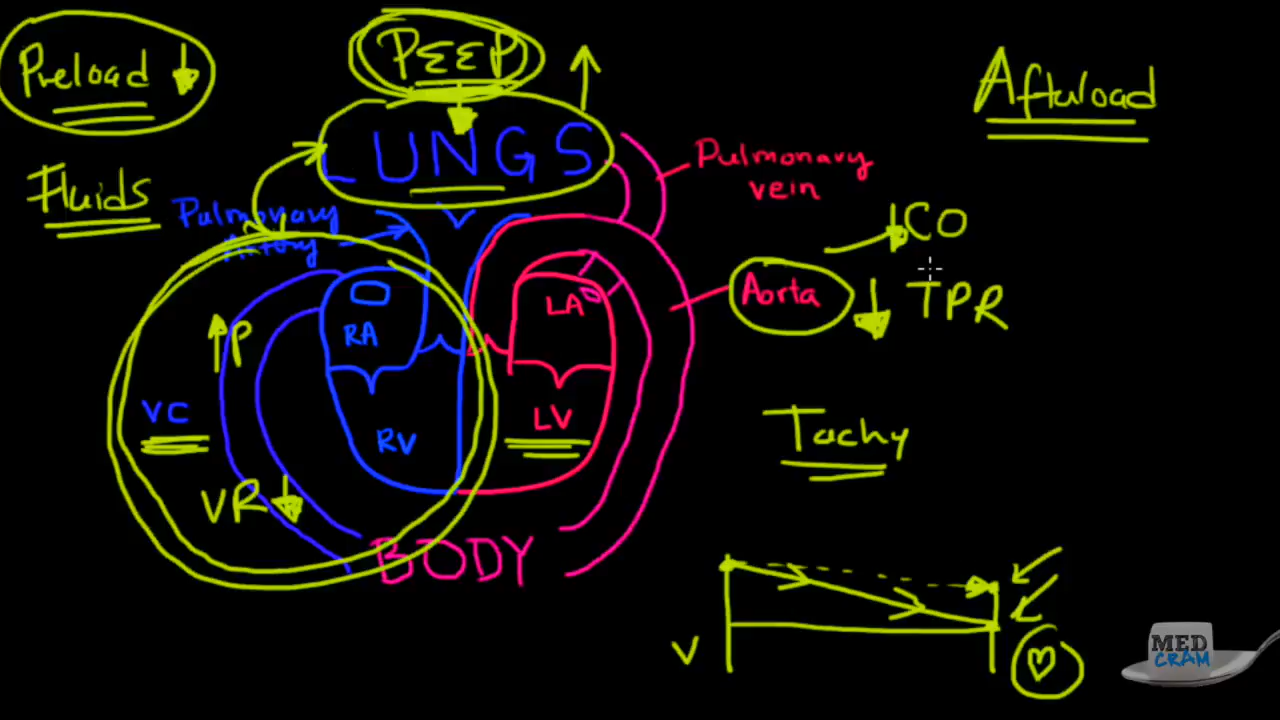 Preload ↓
PEEP
Afterload
LUNGS
Fluids
Pulmonary
Artery
Pulmonary
vein
↓CO
Aorta
↓ TPR
LA
RA
↑P
VC
LV
RV
Tachy
VR ↓
BODY
V
MED
CRAM